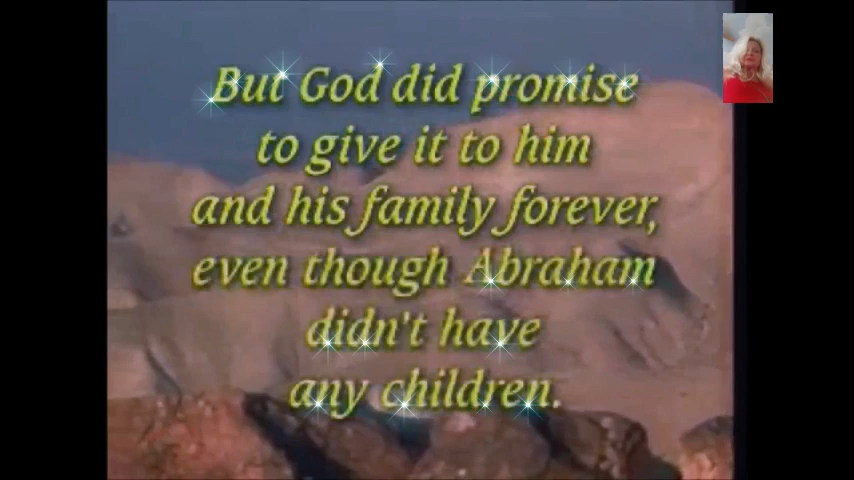 But God did promise
to give it to him
and his family forever,
even though Abraham
didn't have
any children.